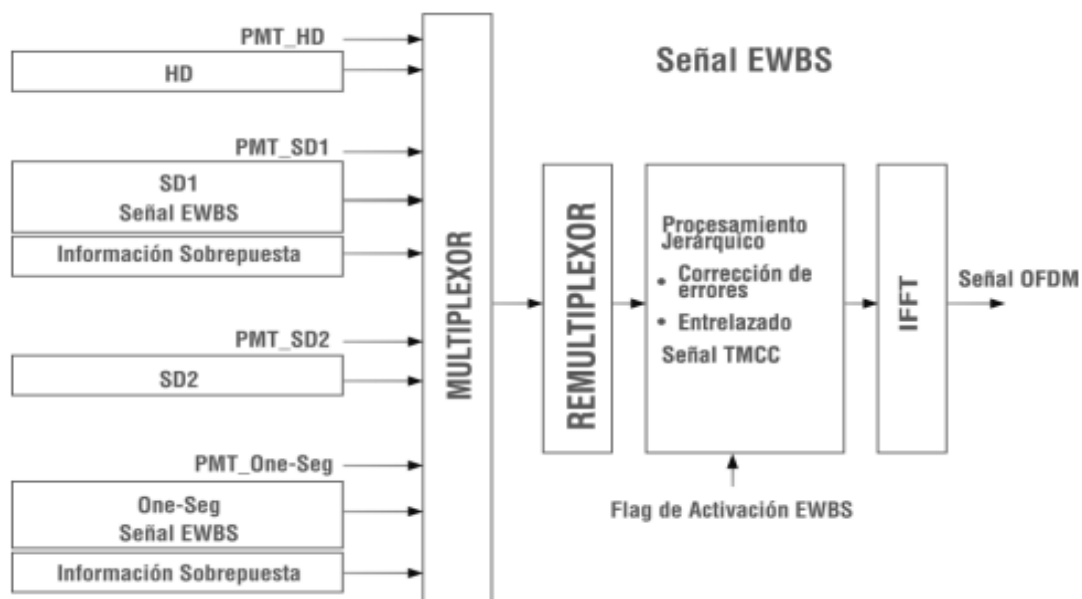 PMT_HD
HD
PMT_SD1
SD1
Señal EWBS
Información Sobrepuesta
PMT_SD2
SD2
PMT_One-Seg
One-Seg
Señal EWBS
Información Sobrepuesta
MULTIPLEXOR
Señal EWBS
REMULTIPLEXOR
Procesamiento
Jerárquico
• Corrección de
errores
• Entrelazado
Señal TMCC
Flag de Activación EWBS
IFFT
Señal OFDM